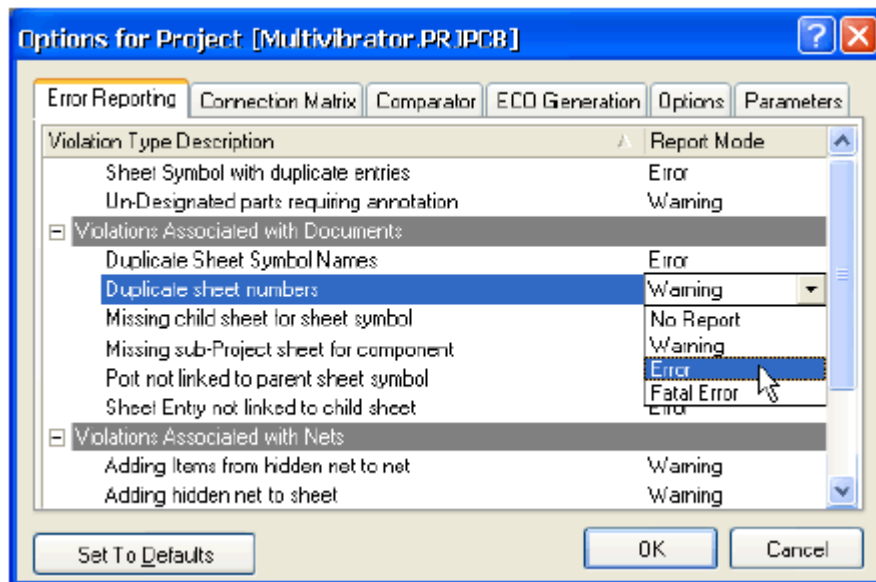 Options for Project [Multivibrator.PRJPCB]
Error Reporting Connection Matrix Comparator ECO Generation Options Parameters
Violation Type Description Report Mode
Sheet Symbol with duplicate entries Error
Un-Designated parts requiring annotation Warning
Violations Associated with Documents
Duplicate Sheet Symbol Names Error
Duplicate sheet numbers Warning
Missing child sheet for sheet symbol No Report
Missing sub-Project sheet for component Warning
Port not linked to parent sheet symbol Error
Fatal Error
Sheet Entry not linked to child sheet Error
Violations Associated with Nets
Adding Items from hidden net to net Warning
Adding hidden net to sheet Warning
Set To Defaults OK Cancel